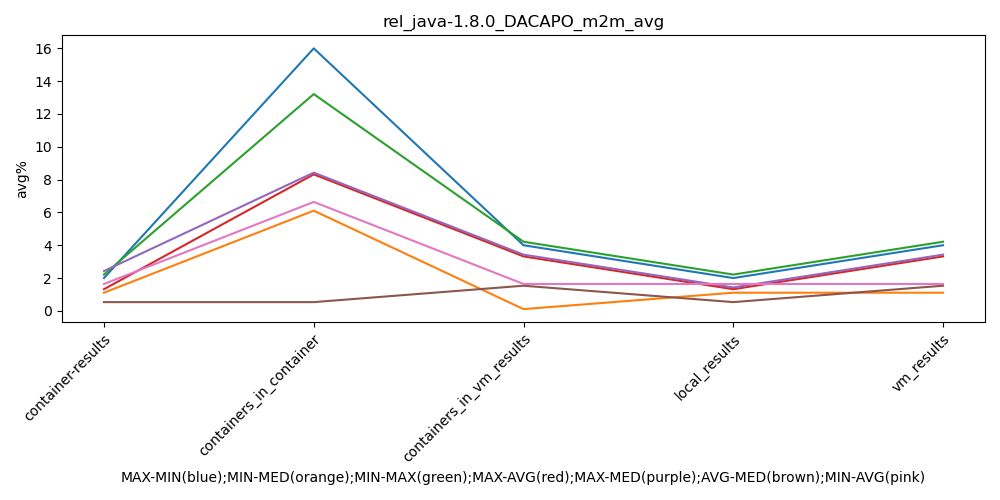 rel_java-1.8.0_DACAPO_m2m_avg
avg%
16
14
12
10
8
6
4
2
0
container-results
containers_in_container
containers_in_vm_results
local_results
vm_results
MAX-MIN(blue);MIN-MED(orange);MIN-MAX(green);MAX-AVG(red);MAX-MED(purple);AVG-MED(brown);MIN-AVG(pink)